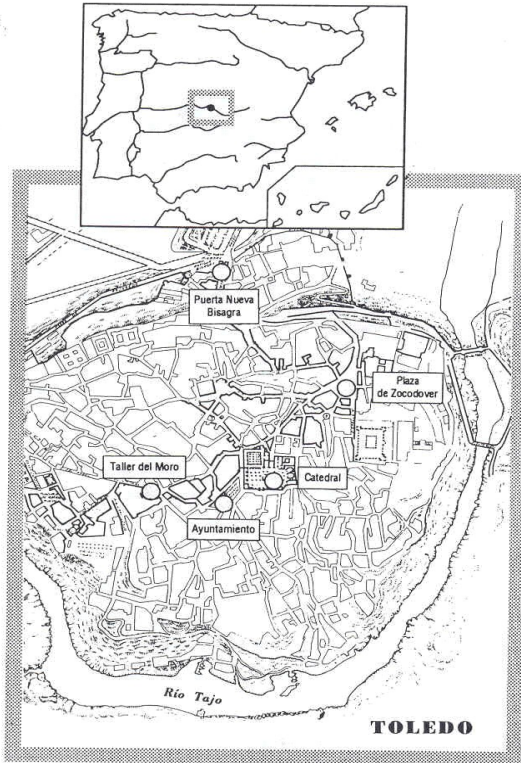 Puerta Nueva
Bisagra
Plaza
de Zocodover
Taller del Moro
Catedral
Ayuntamiento
Río Tajo
TOLEDO